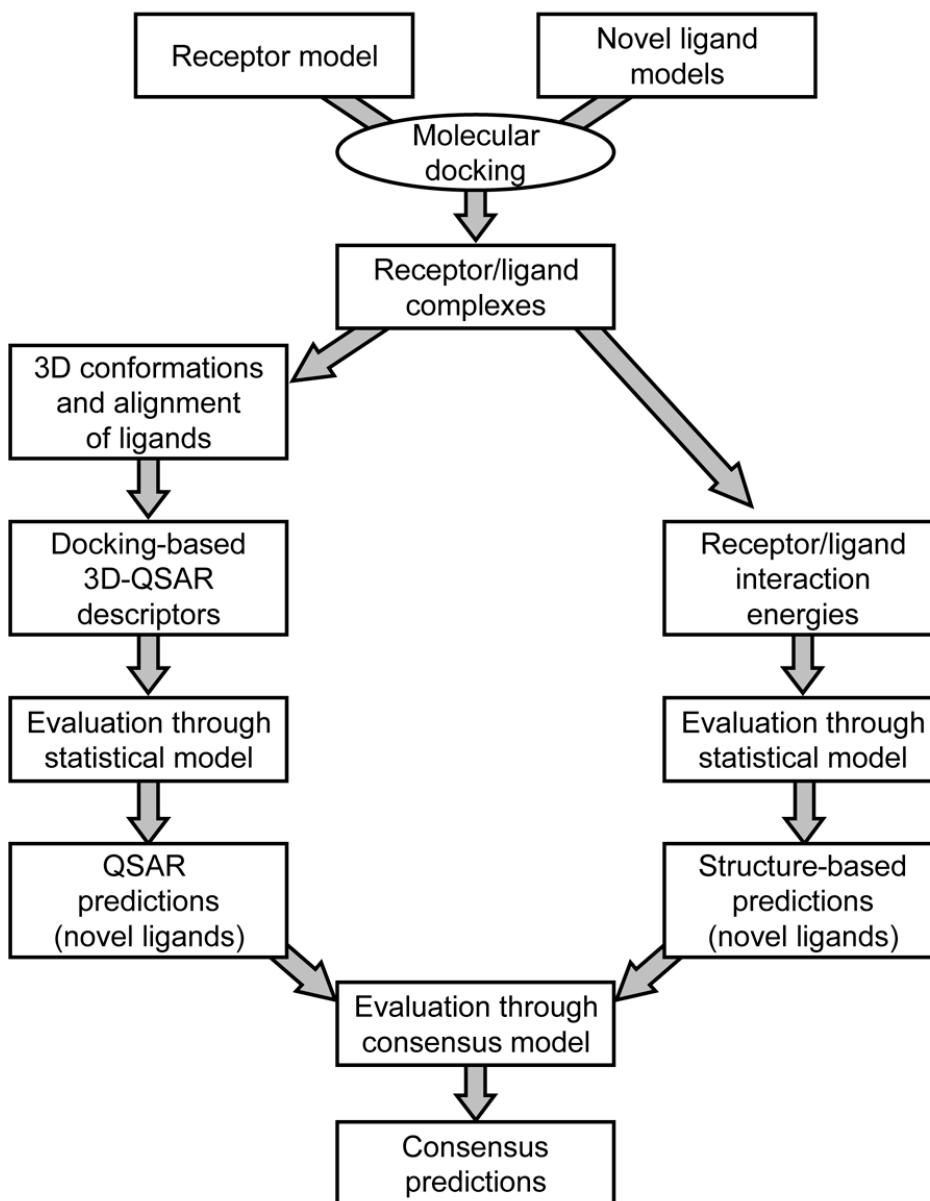 Receptor model
Novel ligand
models
Molecular
docking
Receptor/ligand
complexes
3D conformations
and alignment
of ligands
Docking-based
3D-QSAR
descriptors
Receptor/ligand
interaction
energies
Evaluation through
statistical model
Evaluation through
statistical model
QSAR
predictions
(novel ligands)
Structure-based
predictions
(novel ligands)
Evaluation through
consensus model
Consensus
predictions